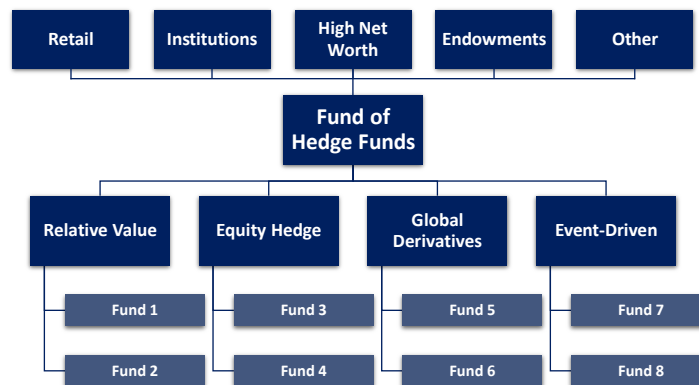 Retail
Institutions
High Net
Worth
Endowments
Other
Fund of
Hedge Funds
Relative Value
Equity Hedge
Global
Derivatives
Event-Driven
Fund 1
Fund 3
Fund 5
Fund 7
Fund 2
Fund 4
Fund 6
Fund 8